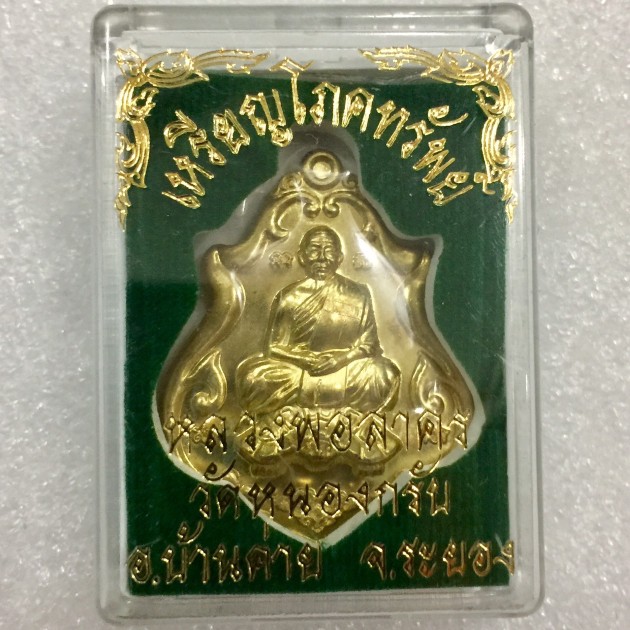 เหรียญโภคทรัพย์
หลวงพ่อสาคร
วัดหนองกรับ
อ.บ้านค่าย จ.ระยอง